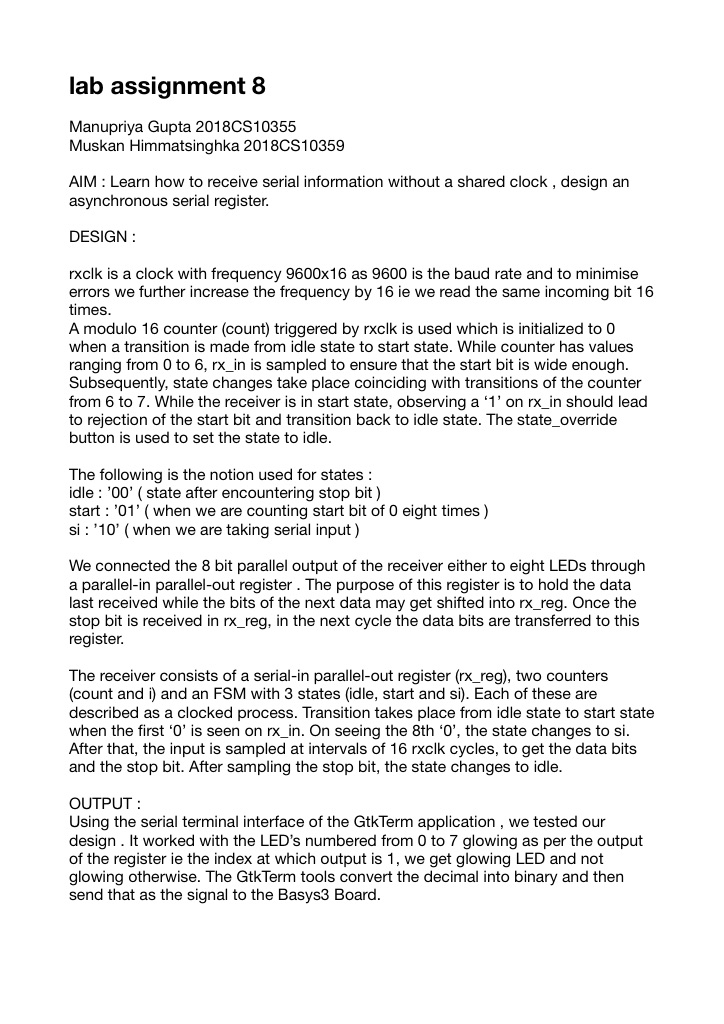 lab assignment 8
Manupriya Gupta 2018CS10355
Muskan Himmatsinghka 2018CS10359
AIM : Learn how to receive serial information without a shared clock , design an
asynchronous serial register.
DESIGN :
rxclk is a clock with frequency 9600x16 as 9600 is the baud rate and to minimise
errors we further increase the frequency by 16 ie we read the same incoming bit 16
times.
A modulo 16 counter (count) triggered by rxclk is used which is initialized to 0
when a transition is made from idle state to start state. While counter has values
ranging from 0 to 6, rx_in is sampled to ensure that the start bit is wide enough.
Subsequently, state changes take place coinciding with transitions of the counter
from 6 to 7. While the receiver is in start state, observing a ‘1’ on rx_in should lead
to rejection of the start bit and transition back to idle state. The state_override
button is used to set the state to idle.
The following is the notion used for states :
idle : ’00’ ( state after encountering stop bit )
start : ’01’ ( when we are counting start bit of 0 eight times )
si : ’10’ ( when we are taking serial input )
We connected the 8 bit parallel output of the receiver either to eight LEDs through
a parallel-in parallel-out register . The purpose of this register is to hold the data
last received while the bits of the next data may get shifted into rx_reg. Once the
stop bit is received in rx_reg, in the next cycle the data bits are transferred to this
register.
The receiver consists of a serial-in parallel-out register (rx_reg), two counters
(count and i) and an FSM with 3 states (idle, start and si). Each of these are
described as a clocked process. Transition takes place from idle state to start state
when the first ‘0’ is seen on rx_in. On seeing the 8th ‘0’, the state changes to si.
After that, the input is sampled at intervals of 16 rxclk cycles, to get the data bits
and the stop bit. After sampling the stop bit, the state changes to idle.
OUTPUT :
Using the serial terminal interface of the GtkTerm application , we tested our
design . It worked with the LED’s numbered from 0 to 7 glowing as per the output
of the register ie the index at which output is 1, we get glowing LED and not
glowing otherwise. The GtkTerm tools convert the decimal into binary and then
send that as the signal to the Basys3 Board.